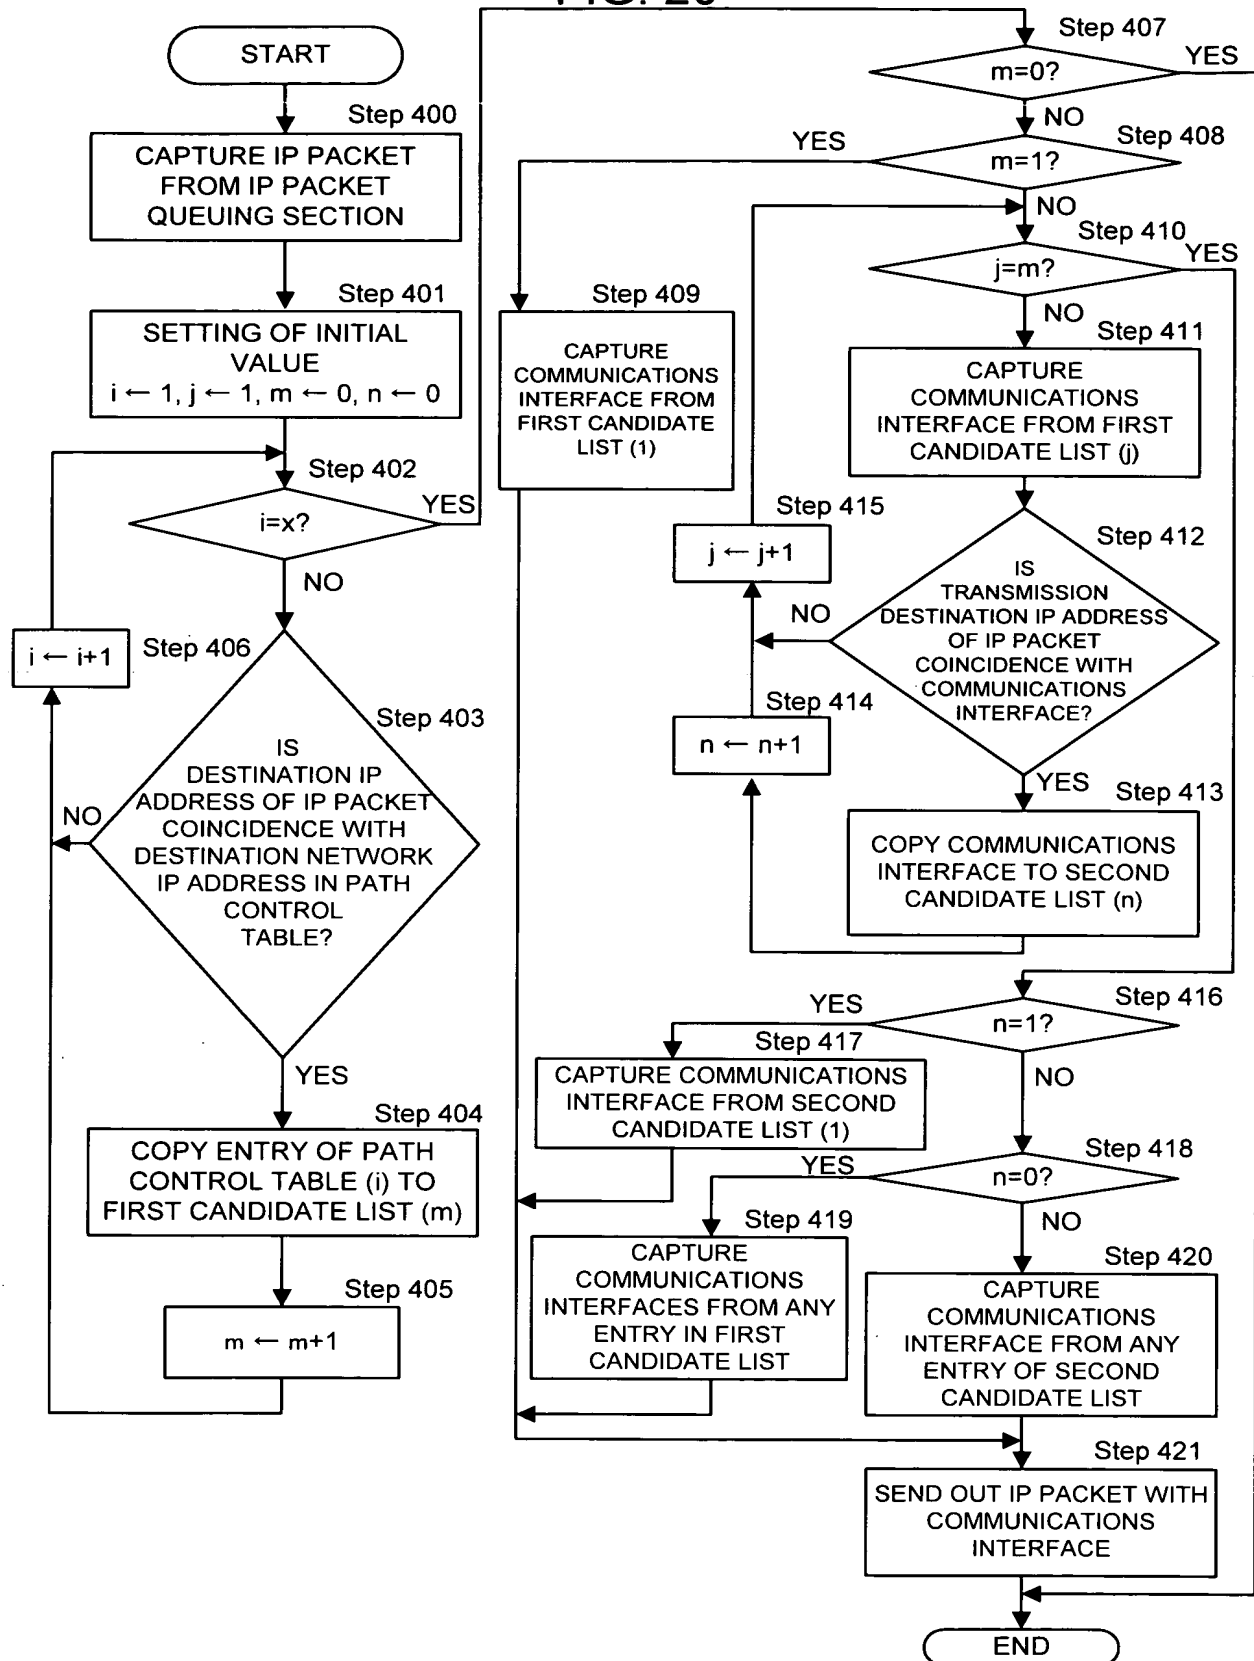 START
Step 400
CAPTURE IP PACKET
FROM IP PACKET
QUEUING SECTION
Step 401
SETTING OF INITIAL
VALUE
i ← 1, j ← 1, m ← 0, n ← 0
Step 402
i=x?
YES
NO
i ← i+1
Step 406
Step 403
IS
DESTINATION IP
ADDRESS OF IP PACKET
COINCIDENCE WITH
DESTINATION NETWORK
IP ADDRESS IN PATH
CONTROL
TABLE?
NO
YES
Step 404
COPY ENTRY OF PATH
CONTROL TABLE (i) TO
FIRST CANDIDATE LIST (m)
Step 405
m ← m+1
Step 407
m=0?
YES
NO
Step 408
m=1?
YES
NO
Step 409
CAPTURE
COMMUNICATIONS
INTERFACE FROM
FIRST CANDIDATE
LIST (1)
Step 410
j=m?
YES
NO
Step 411
CAPTURE
COMMUNICATIONS
INTERFACE FROM FIRST
CANDIDATE LIST (j)
Step 415
j ← j+1
Step 412
IS
TRANSMISSION
DESTINATION IP ADDRESS
OF IP PACKET
COINCIDENCE WITH
COMMUNICATIONS
INTERFACE?
NO
YES
Step 414
n ← n+1
Step 413
COPY COMMUNICATIONS
INTERFACE TO SECOND
CANDIDATE LIST (n)
Step 416
n=1?
YES
NO
Step 417
CAPTURE COMMUNICATIONS
INTERFACE FROM SECOND
CANDIDATE LIST (1)
Step 418
n=0?
YES
NO
Step 419
CAPTURE
COMMUNICATIONS
INTERFACES FROM ANY
ENTRY IN FIRST
CANDIDATE LIST
Step 420
CAPTURE
COMMUNICATIONS
INTERFACE FROM ANY
ENTRY OF SECOND
CANDIDATE LIST
Step 421
SEND OUT IP PACKET WITH
COMMUNICATIONS
INTERFACE
END